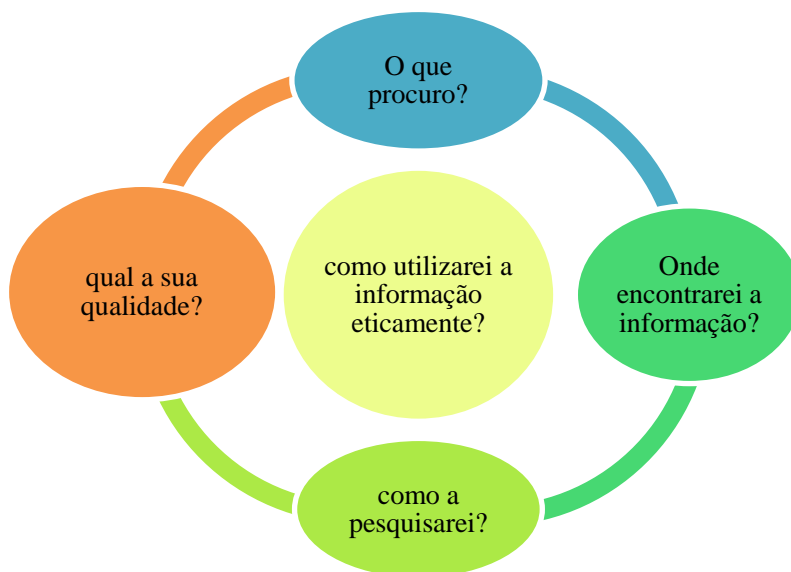 O que
procuro?
qual a sua
qualidade?
como utilizarei a
informação
eticamente?
Onde
encontrarei a
informação?
como a
pesquisarei?